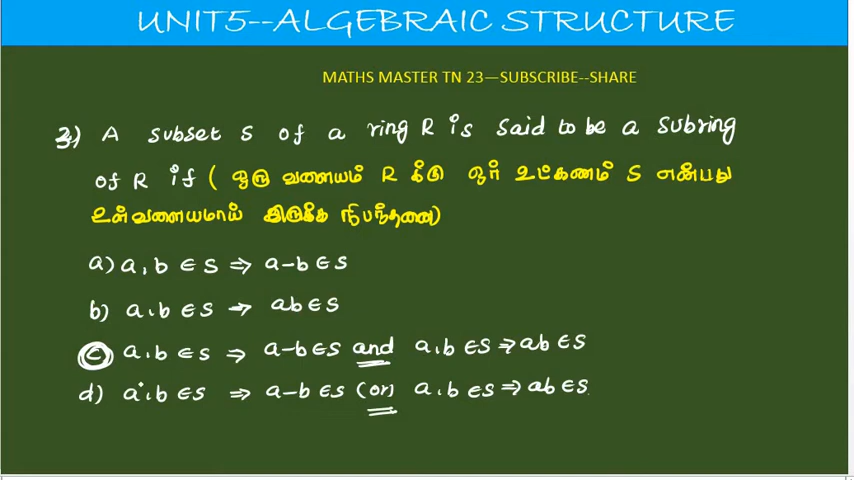 UNIT5--ALGEBRAIC STRUCTURE
MATHS MASTER TN 23—SUBSCRIBE--SHARE
3) A subset S of a ring R is said to be a subring
of R if ( ஒரு வளையம் R க்கு ஓர் உட்கணம் S என்பது
உள்வளையமாய் இருக்க நிபந்தனை)
a) a,b ∈ S ⇒ a-b ∈ S
b) a,b ∈ S → ab ∈ S
c) a,b ∈ S ⇒ a-b ∈ S and a,b ∈ S ⇒ ab ∈ S
d) a,b ∈ S ⇒ a-b ∈ S (or) a,b ∈ S ⇒ ab ∈ S